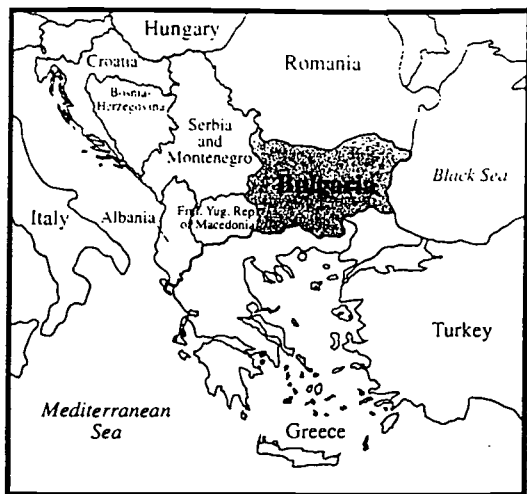 Hungary
Croatia
Romania
Bosnia-
Herzegovina
Serbia
and
Montenegro
Bulgaria
Black Sea
Italy
Albania
Fmr. Yug. Rep.
of Macedonia
Turkey
Mediterranean
Sea
Greece